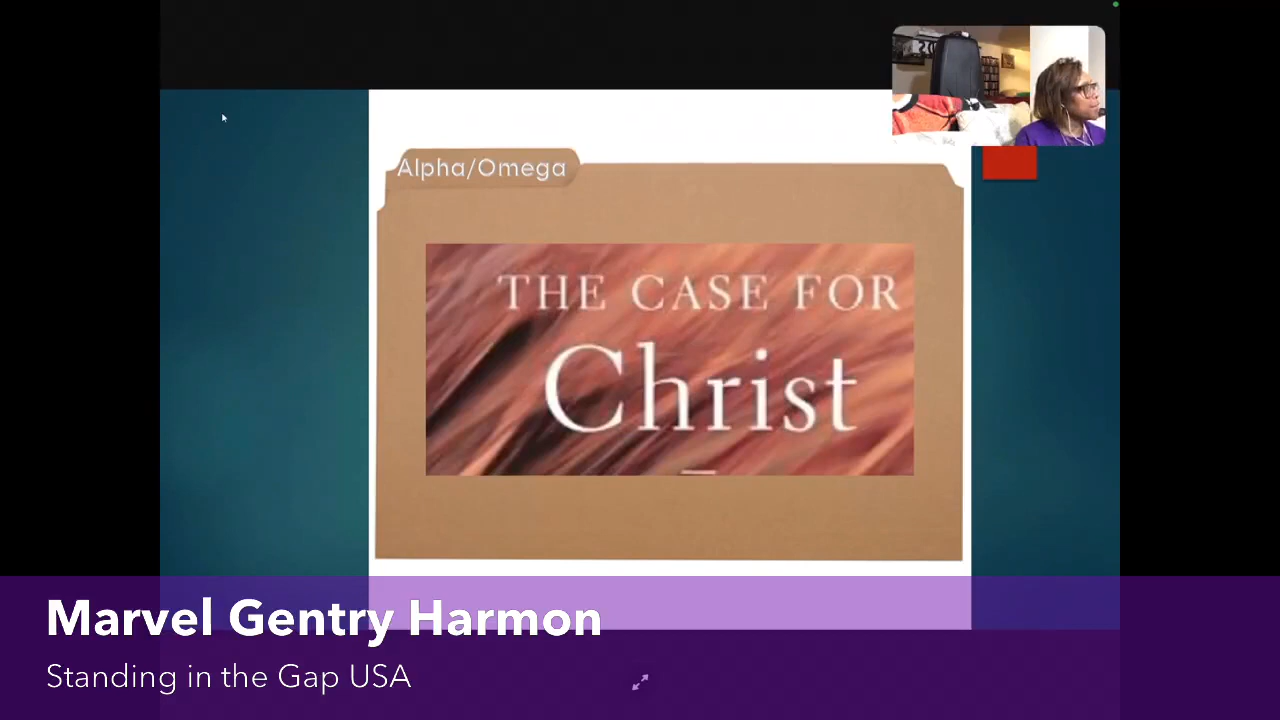 Alpha/Omega
THE CASE FOR
Christ
Marvel Gentry Harmon
Standing in the Gap USA